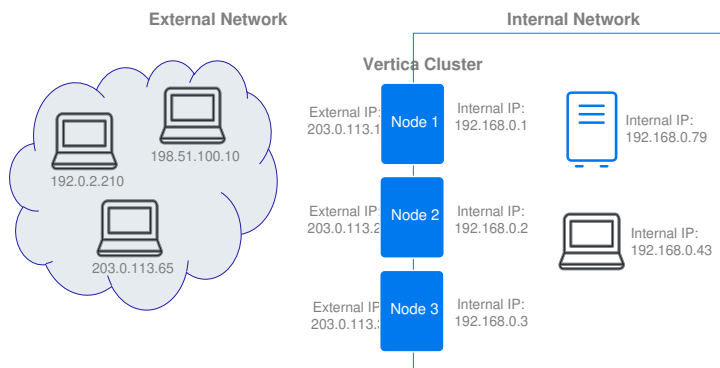 External Network
Internal Network
Vertica Cluster
External IP:
203.0.113.1
Node 1
Internal IP:
192.168.0.1
Internal IP:
192.168.0.79
198.51.100.10
192.0.2.210
External IP:
203.0.113.2
Node 2
Internal IP:
192.168.0.2
Internal IP:
192.168.0.43
203.0.113.65
External IP
203.0.113.
Node 3
Internal IP:
192.168.0.3